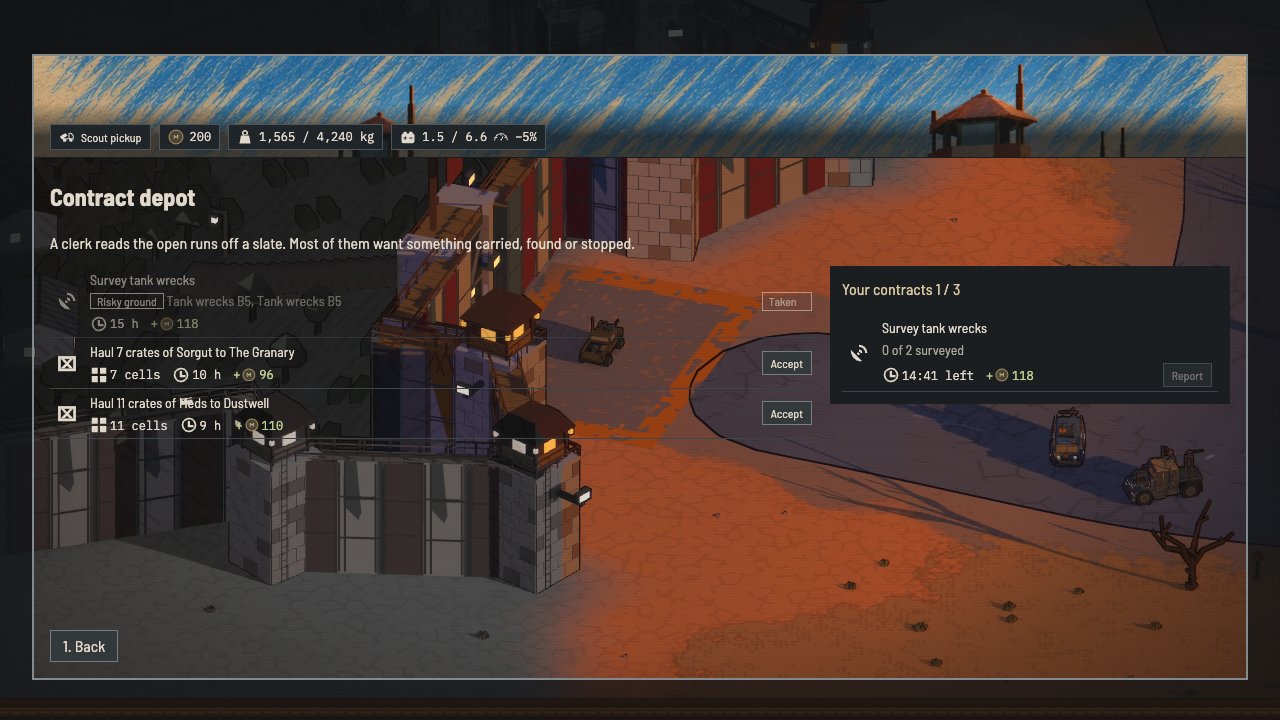 Scout pickup
200
1,565 / 4,240 kg
1.5 / 6.6 −5%
Contract depot
A clerk reads the open runs off a slate. Most of them want something carried, found or stopped.
Survey tank wrecks
Risky ground Tank wrecks B5, Tank wrecks B5
15 h +118
Taken
Haul 7 crates of Sorgut to The Granary
7 cells 10 h +96
Accept
Haul 11 crates of Meds to Dustwell
11 cells 9 h +110
Accept
Your contracts 1 / 3
Survey tank wrecks
0 of 2 surveyed
14:41 left +118
Report
1. Back